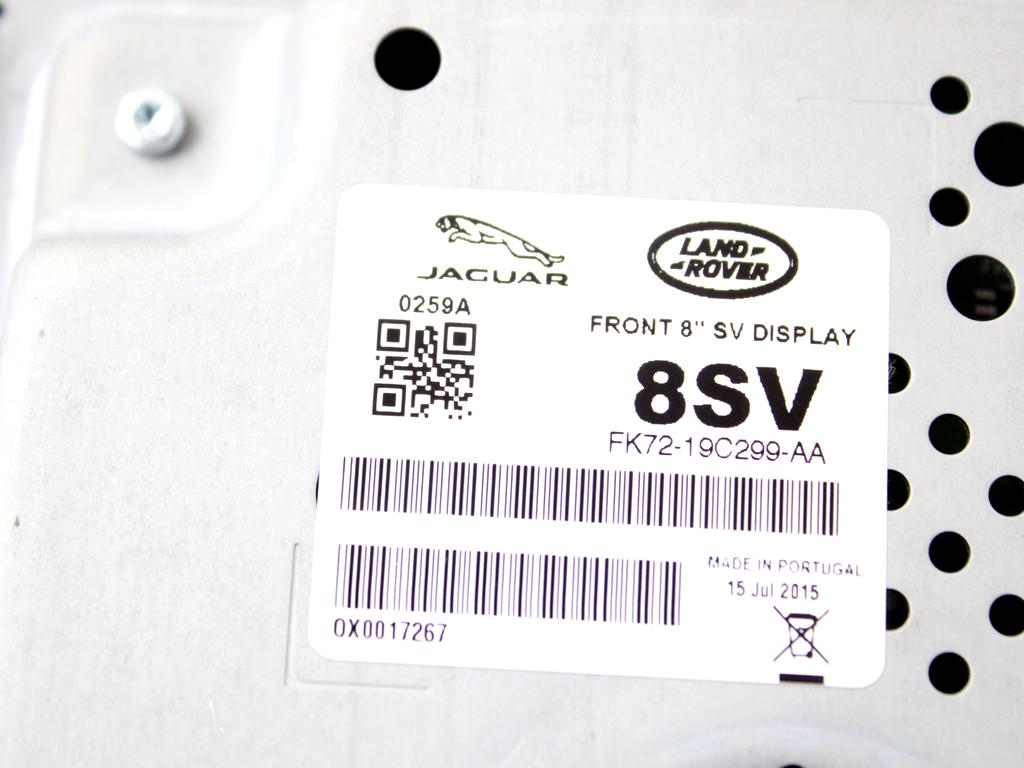 JAGUAR
LAND
ROVER
0259A
FRONT 8" SV DISPLAY
8SV
FK72-19C299-AA
MADE IN PORTUGAL
15 Jul 2015
0X0017267